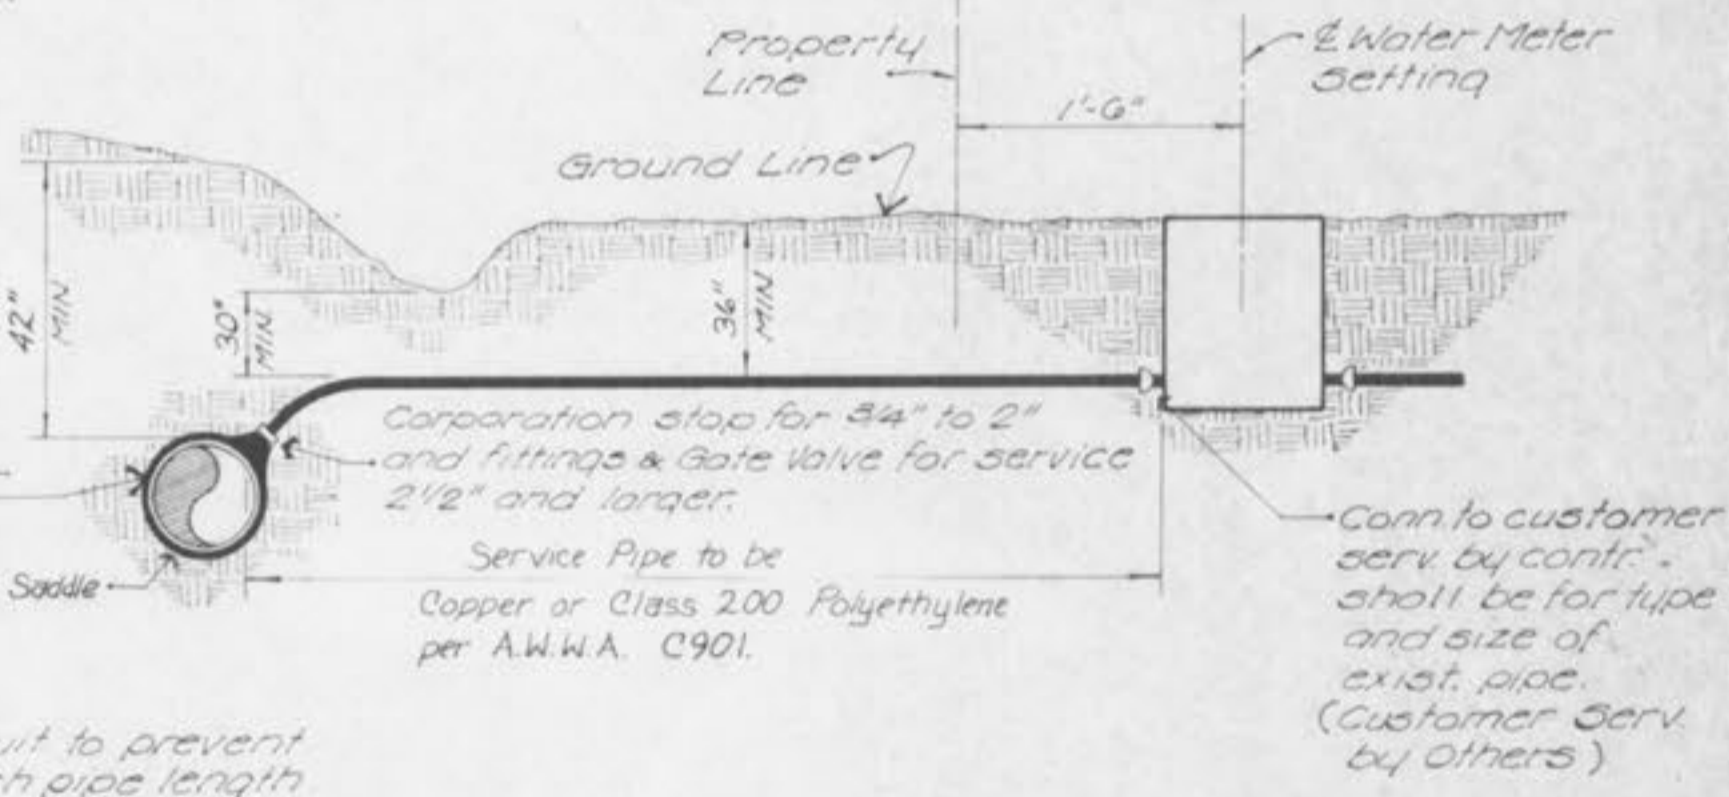 Property
Line
℄ Water Meter
Setting
1'-6"
Ground Line
42"
MIN
30"
MIN
36"
MIN
Corporation stop for 3/4" to 2"
and fittings & Gate Valve for service
2 1/2" and larger.
Saddle
Service Pipe to be
Copper or Class 200 Polyethylene
per A.W.W.A. C901.
Conn. to customer
serv. by contr.
shall be for type
and size of
exist. pipe.
(Customer Serv.
by Others)
to prevent
pipe length